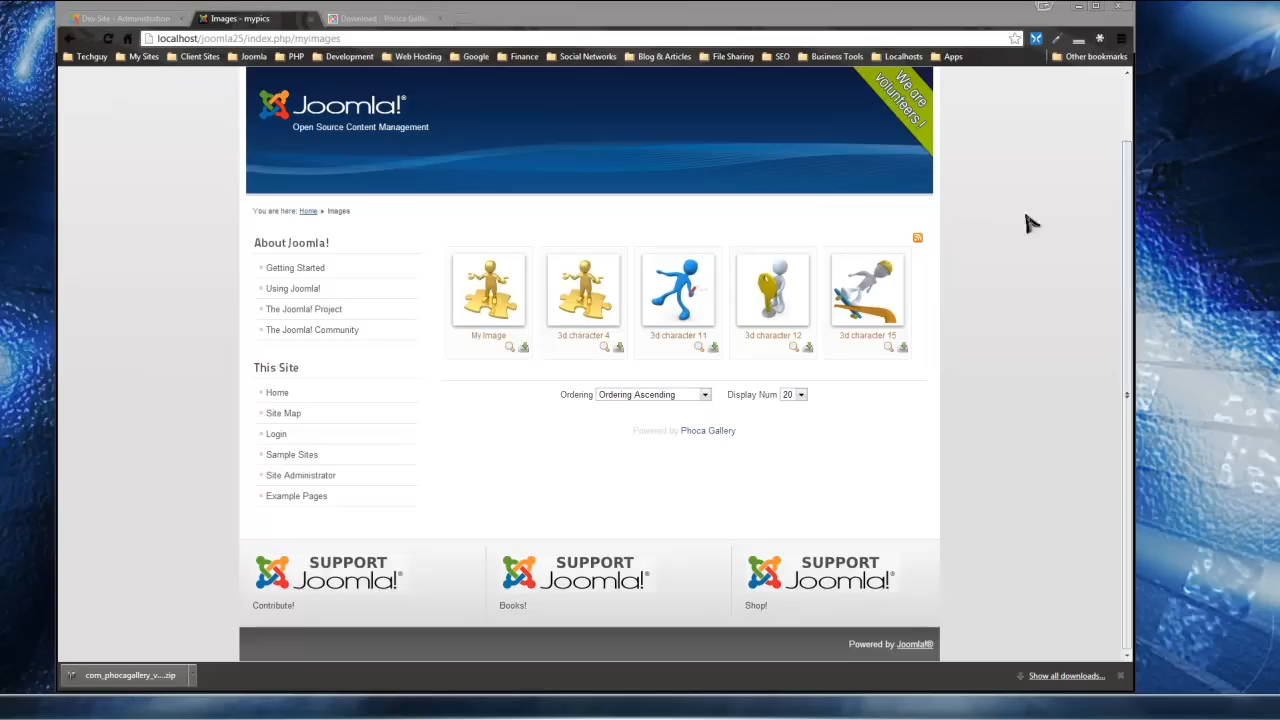 Dev-Site - Administration
Images - mypics
Download - Phoca Gallery
localhost/joomla25/index.php/myimages
Techguy My Sites Client Sites Joomla PHP Development Web Hosting Google Finance Social Networks Blog & Articles File Sharing SEO Business Tools Localhosts Apps Other bookmarks
Joomla!®
Open Source Content Management
We are volunteers!
You are here: Home Images
About Joomla!
Getting Started
Using Joomla!
The Joomla! Project
The Joomla! Community
This Site
Home
Site Map
Login
Sample Sites
Site Administrator
Example Pages
My Image
3d character 4
3d character 11
3d character 12
3d character 15
Ordering Ordering Ascending Display Num 20
Powered by Phoca Gallery
SUPPORT
Joomla!®
Contribute!
SUPPORT
Joomla!®
Books!
SUPPORT
Joomla!®
Shop!
Powered by Joomla!®
com_phocagallery_v....zip
Show all downloads...